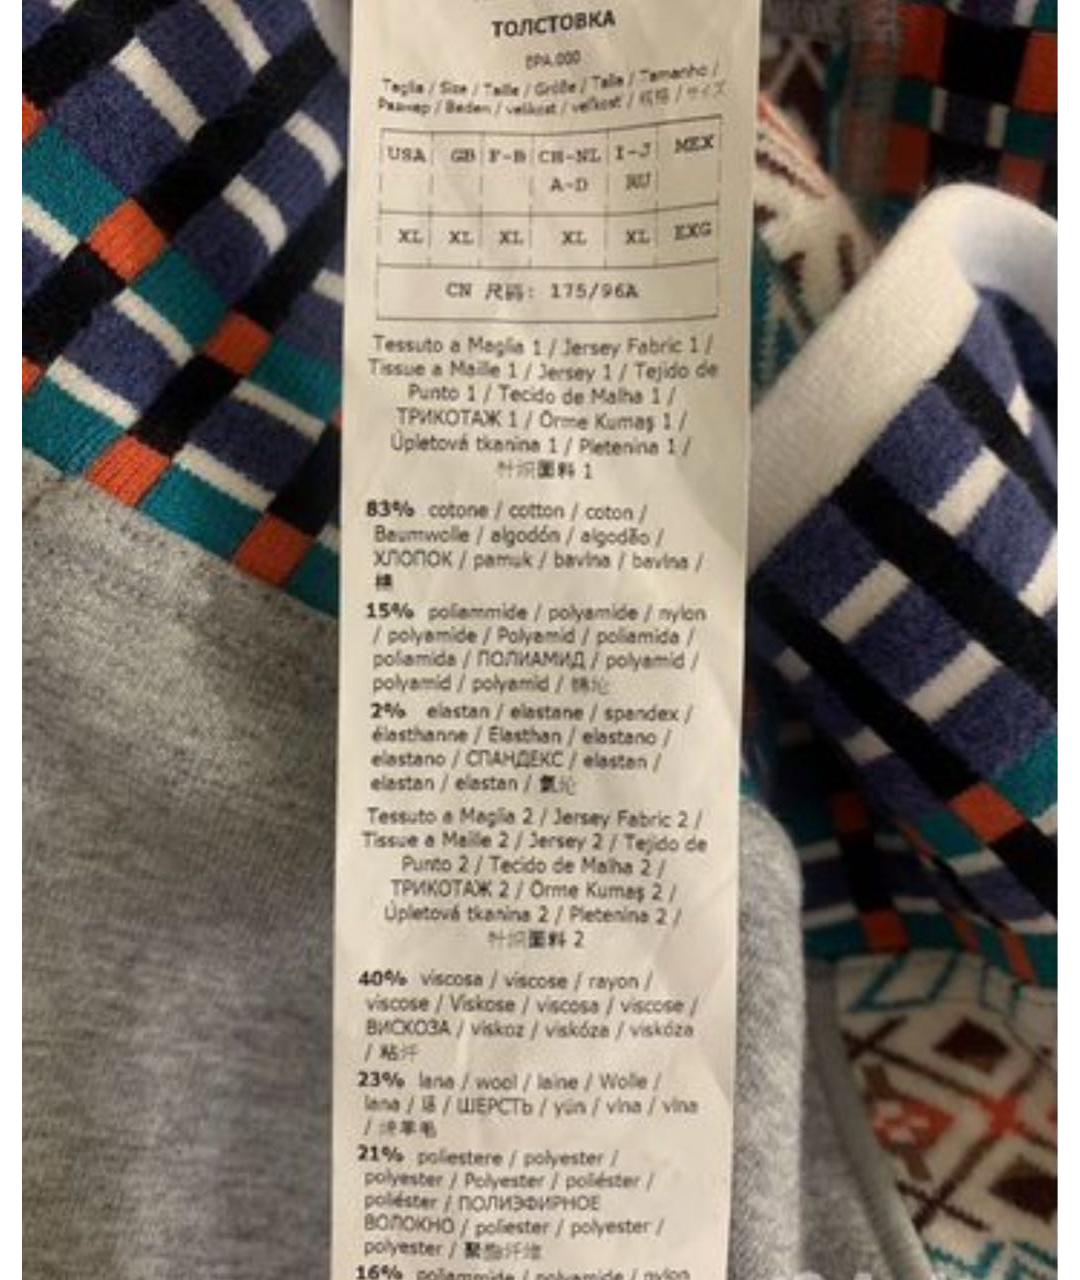 ТОЛСТОВКА
Taglia / Size / Taille / Größe / Talla / Tamanho /
Размер / Beden / velikost / veľkosť / 规格 / サイズ
USA GB F-B CH-NL I-J MEX
A-D RU
XL XL XL XL XL EXG
CN 尺码: 175/96A
Tessuto a Maglia 1 / Jersey Fabric 1 /
Tissue a Maille 1 / Jersey 1 / Tejido de
Punto 1 / Tecido de Malha 1 /
ТРИКОТАЖ 1 / Örme Kumaş 1 /
Úpletová tkanina 1 / Pletenina 1 /
针织面料 1
83% cotone / cotton / coton /
Baumwolle / algodón / algodão /
ХЛОПОК / pamuk / bavlna / bavlna /
棉
15% poliammide / polyamide / nylon
/ polyamide / Polyamid / poliamida /
poliamida / ПОЛИАМИД / polyamid /
polyamid / polyamid / 锦纶
2% elastan / elastane / spandex /
élasthanne / Elasthan / elastano /
elastano / СПАНДЕКС / elastan /
elastan / elastan / 氨纶
Tessuto a Maglia 2 / Jersey Fabric 2 /
Tissue a Maille 2 / Jersey 2 / Tejido de
Punto 2 / Tecido de Malha 2 /
ТРИКОТАЖ 2 / Örme Kumaş 2 /
Úpletová tkanina 2 / Pletenina 2 /
针织面料 2
40% viscosa / viscose / rayon /
viscose / Viskose / viscosa / viscose /
ВИСКОЗА / viskoz / viskóza / viskóza
/ 粘纤
23% lana / wool / laine / Wolle /
lana / lã / ШЕРСТЬ / yün / vlna / vlna
/ 绵羊毛
21% poliestere / polyester /
polyester / Polyester / poliéster /
poliéster / ПОЛИЭФИРНОЕ
ВОЛОКНО / poliester / polyester /
polyester / 聚酯纤维
16% poliammide / polyamide / nylon